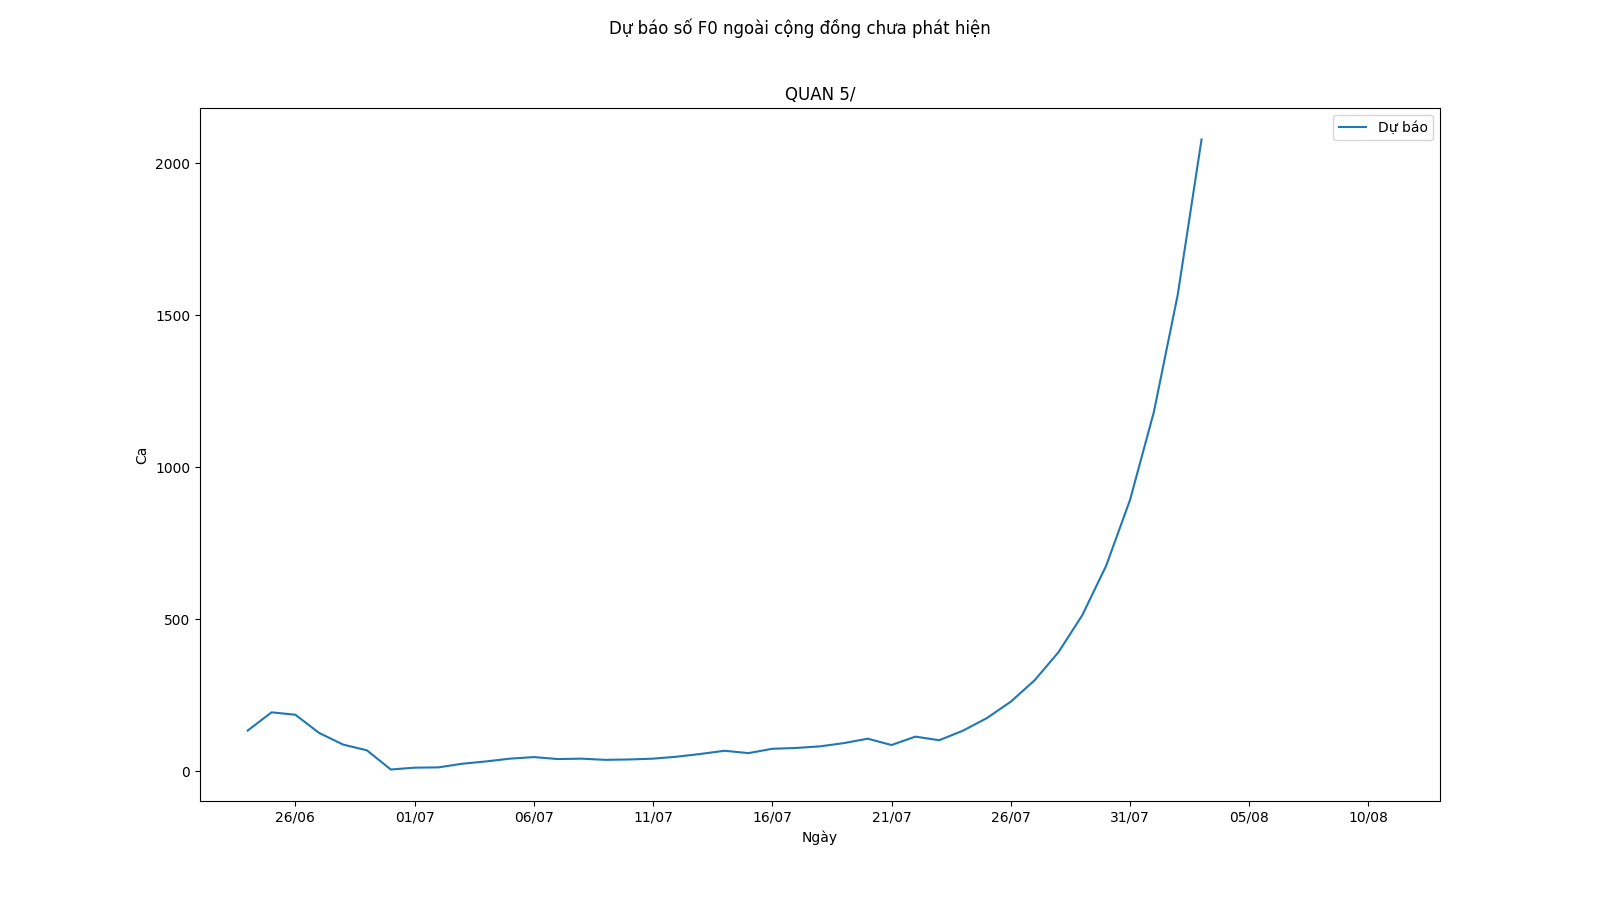 Dự báo số F0 ngoài cộng đồng chưa phát hiện
QUAN 5/
Dự báo
2000
1500
1000
500
0
Ca
26/06 01/07 06/07 11/07 16/07 21/07 26/07 31/07 05/08 10/08
Ngày